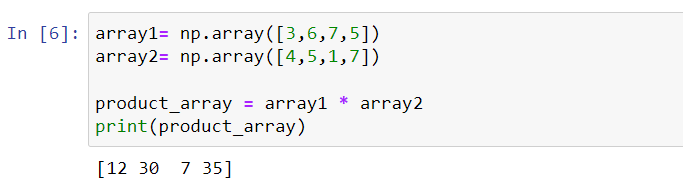 In [6]: array1= np.array([3,6,7,5])
array2= np.array([4,5,1,7])
product_array = array1 * array2
print(product_array)
[12 30  7 35]